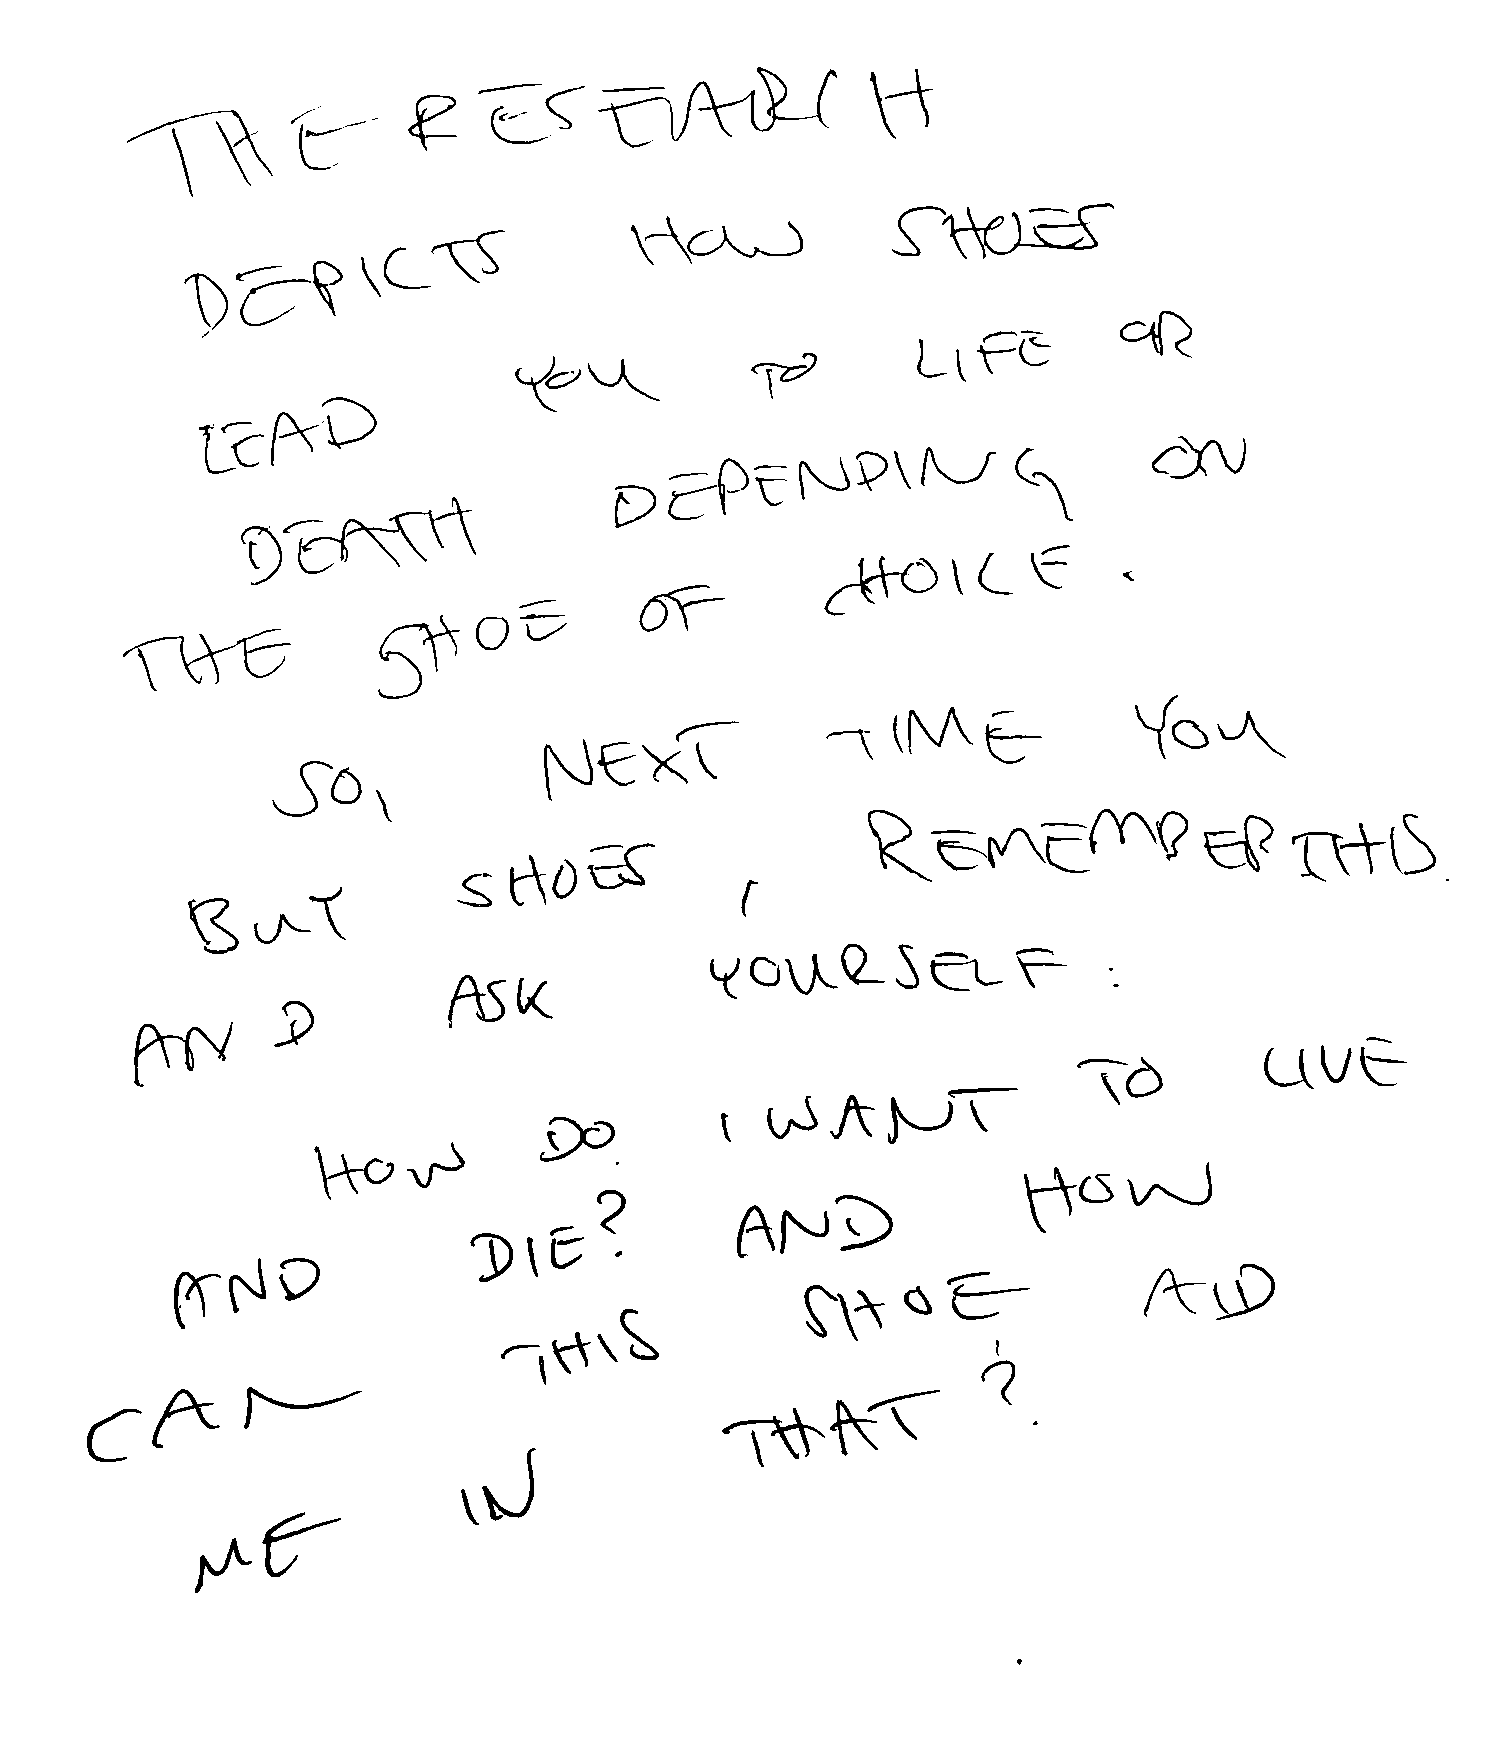 THE RESEARCH
DEPICTS HOW SHOES
LEAD YOU TO LIFE OR
DEATH DEPENDING ON
THE SHOE OF CHOICE.
SO, NEXT TIME YOU
BUT SHOES, REMEMBER THIS.
AND ASK YOURSELF:
HOW DO I WANT TO LIVE
AND DIE? AND HOW
CAN THIS SHOE AID
ME IN THAT?